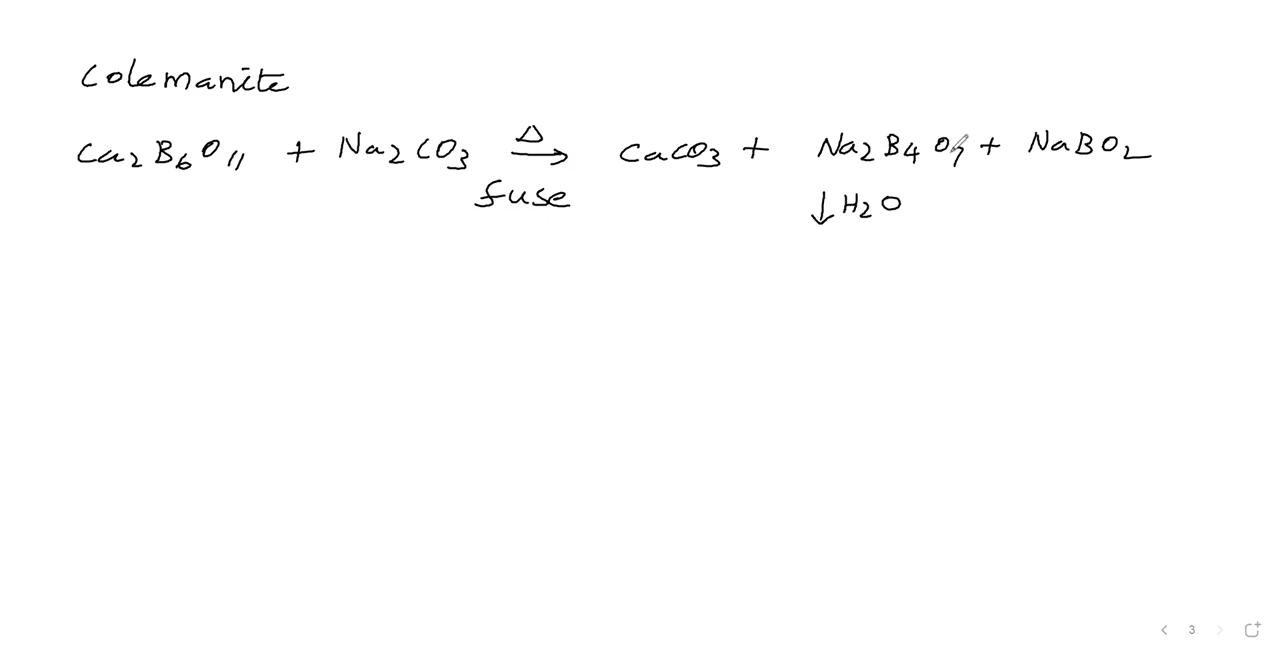 Colemanite
Ca2B6O11 + Na2CO3 Δ→ CaCO3 + Na2B4O7 + NaBO2
fuse ↓H2O
3